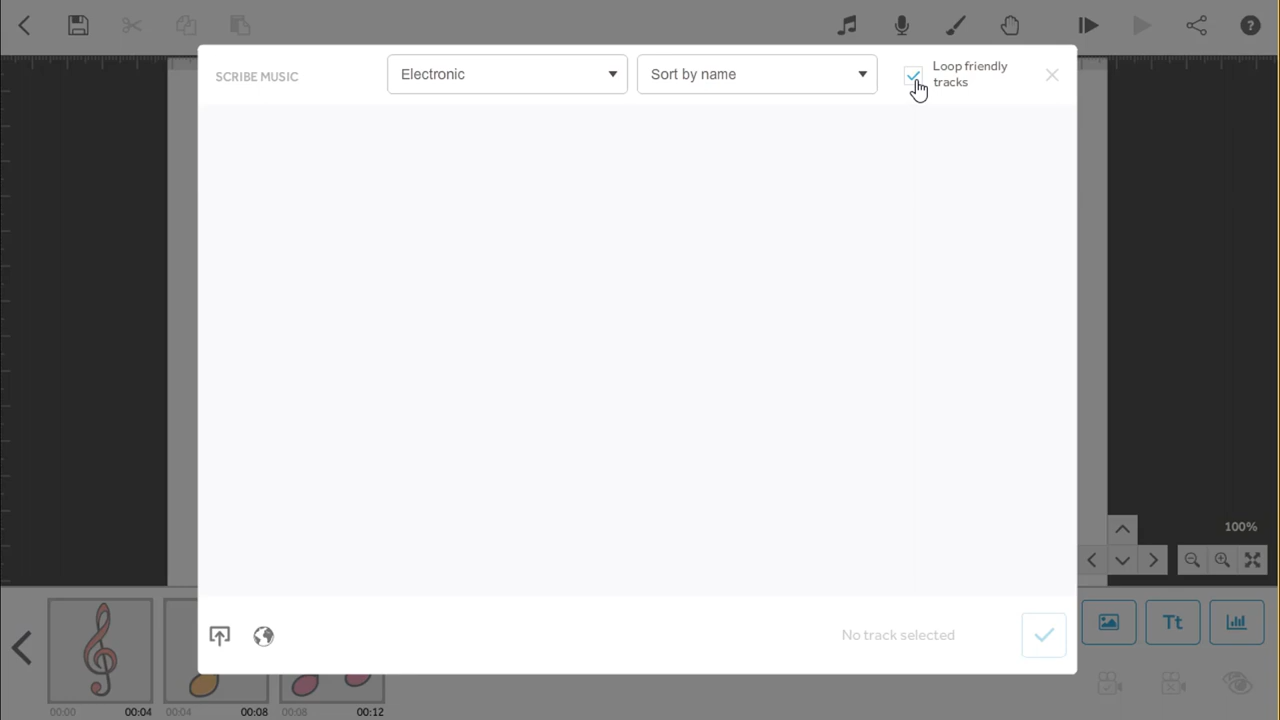 SCRIBE MUSIC
Electronic
Sort by name
Loop friendly
tracks
100%
No track selected
Tt
00:00 00:04
00:04 00:08
00:08 00:12